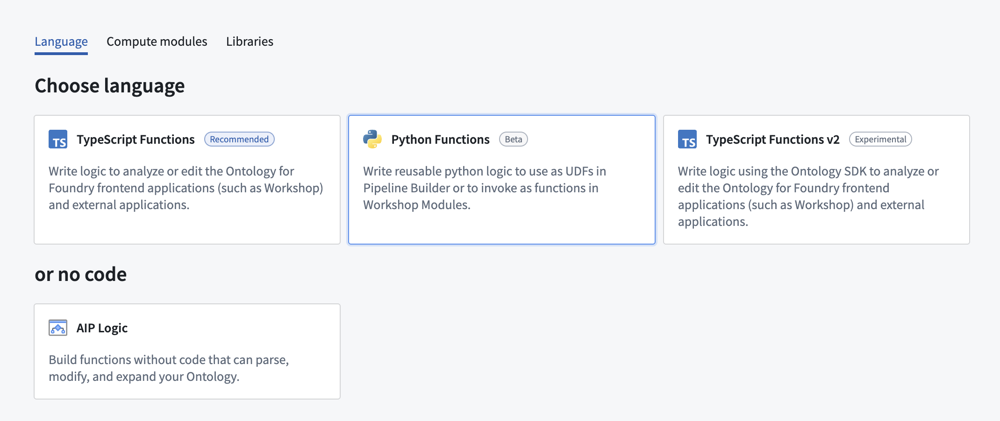 Language Compute modules Libraries
Choose language
TS TypeScript Functions Recommended
Write logic to analyze or edit the Ontology for
Foundry frontend applications (such as Workshop)
and external applications.
Python Functions Beta
Write reusable python logic to use as UDFs in
Pipeline Builder or to invoke as functions in
Workshop Modules.
TS TypeScript Functions v2 Experimental
Write logic using the Ontology SDK to analyze or
edit the Ontology for Foundry frontend
applications (such as Workshop) and external
applications.
or no code
AIP Logic
Build functions without code that can parse,
modify, and expand your Ontology.